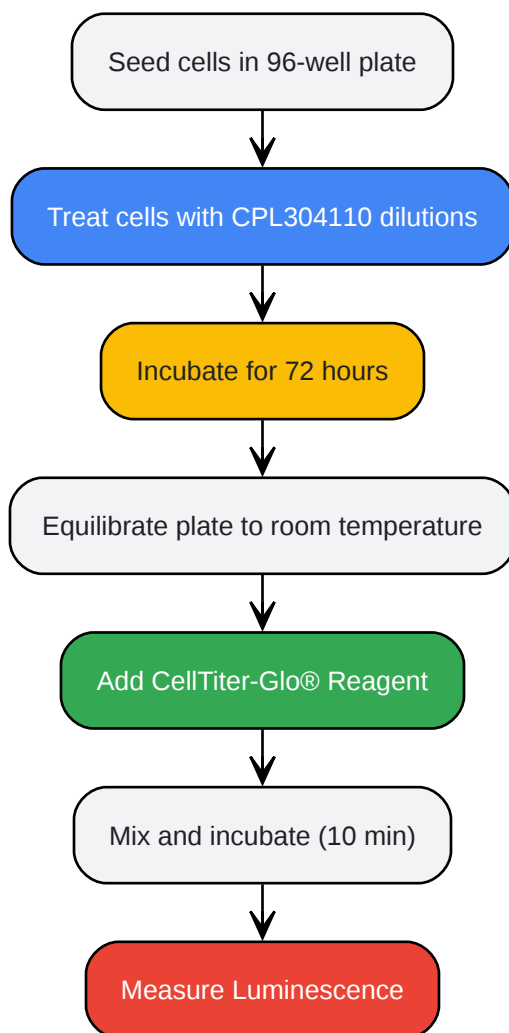 Seed cells in 96-well plate
Treat cells with CPL304110 dilutions
Incubate for 72 hours
Equilibrate plate to room temperature
Add CellTiter-Glo® Reagent
Mix and incubate (10 min)
Measure Luminescence